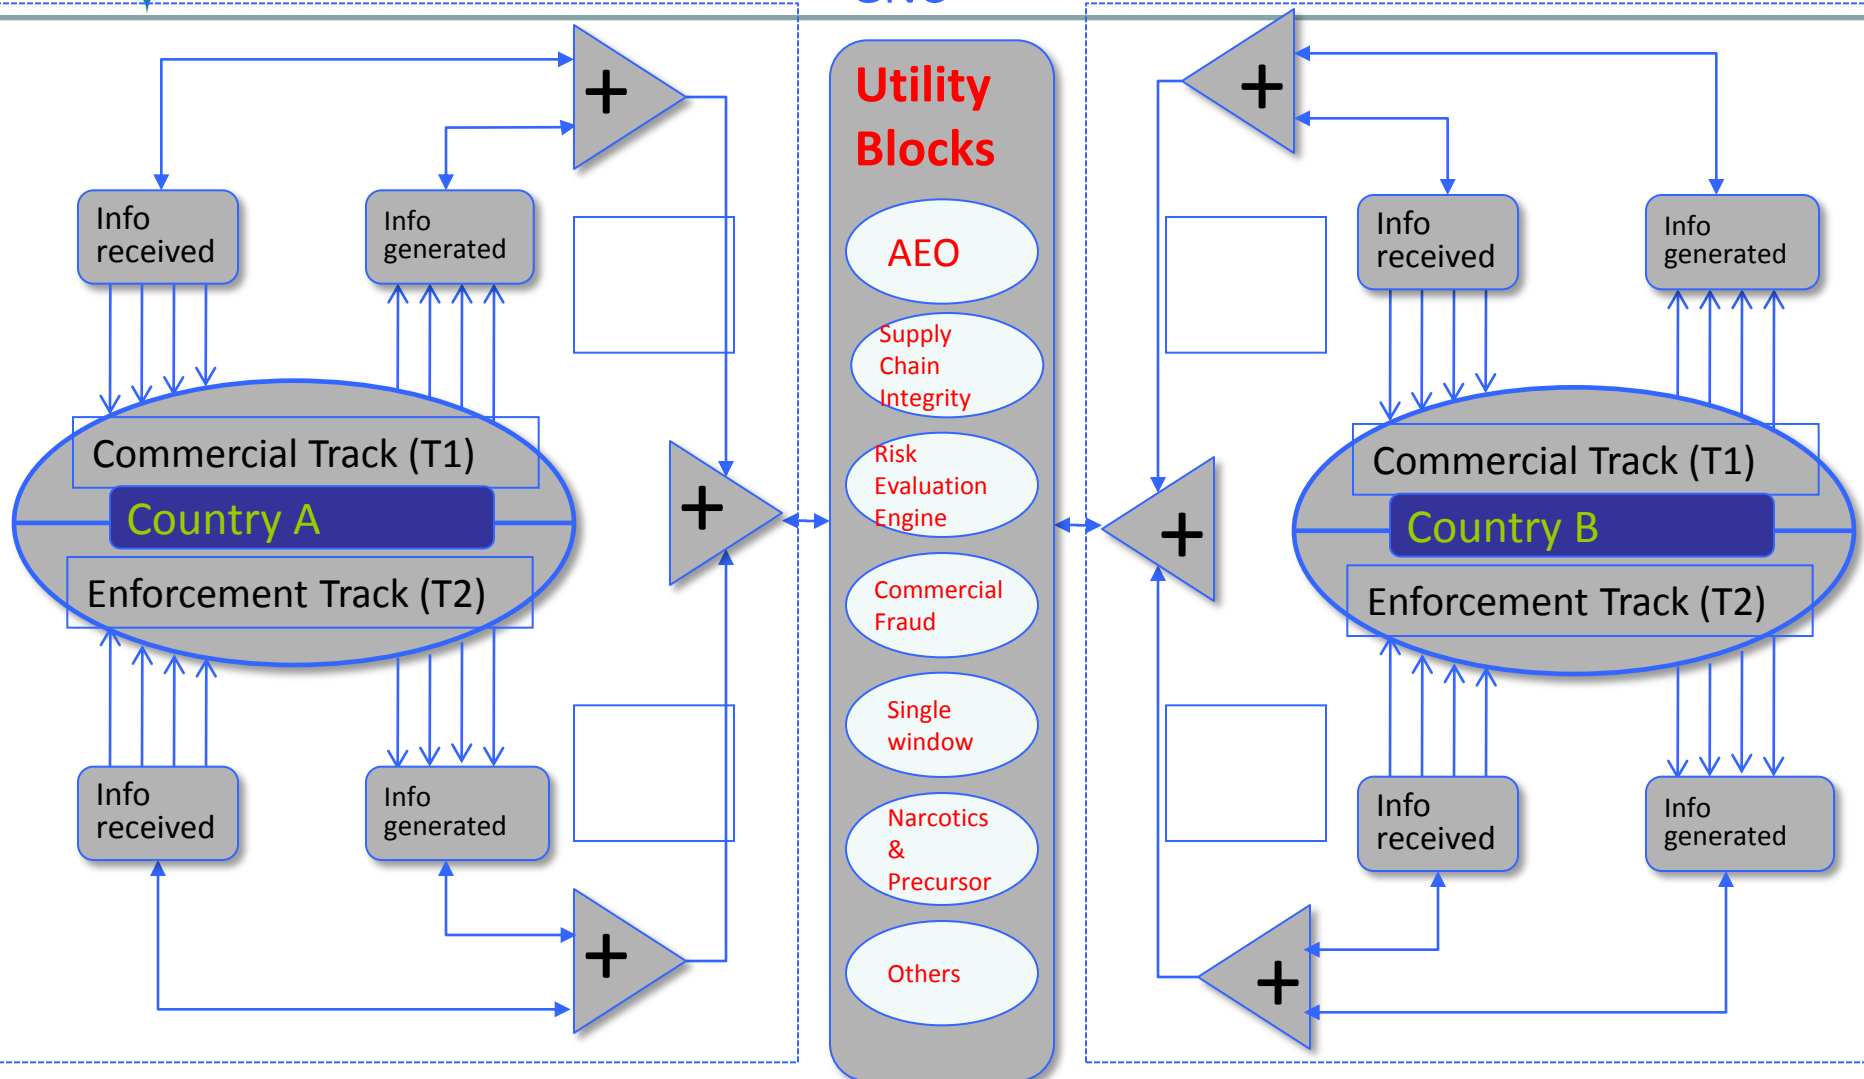 Utility
Blocks
+
+
Info
received
Info
generated
Info
received
Info
generated
AEO
Supply
Chain
Integrity
Commercial Track (T1)
Country A
Enforcement Track (T2)
+
Risk
Evaluation
Engine
+
Commercial Track (T1)
Country B
Enforcement Track (T2)
Commercial
Fraud
Single
window
Info
received
Info
generated
Narcotics
&
Precursor
Info
received
Info
generated
+
Others
+